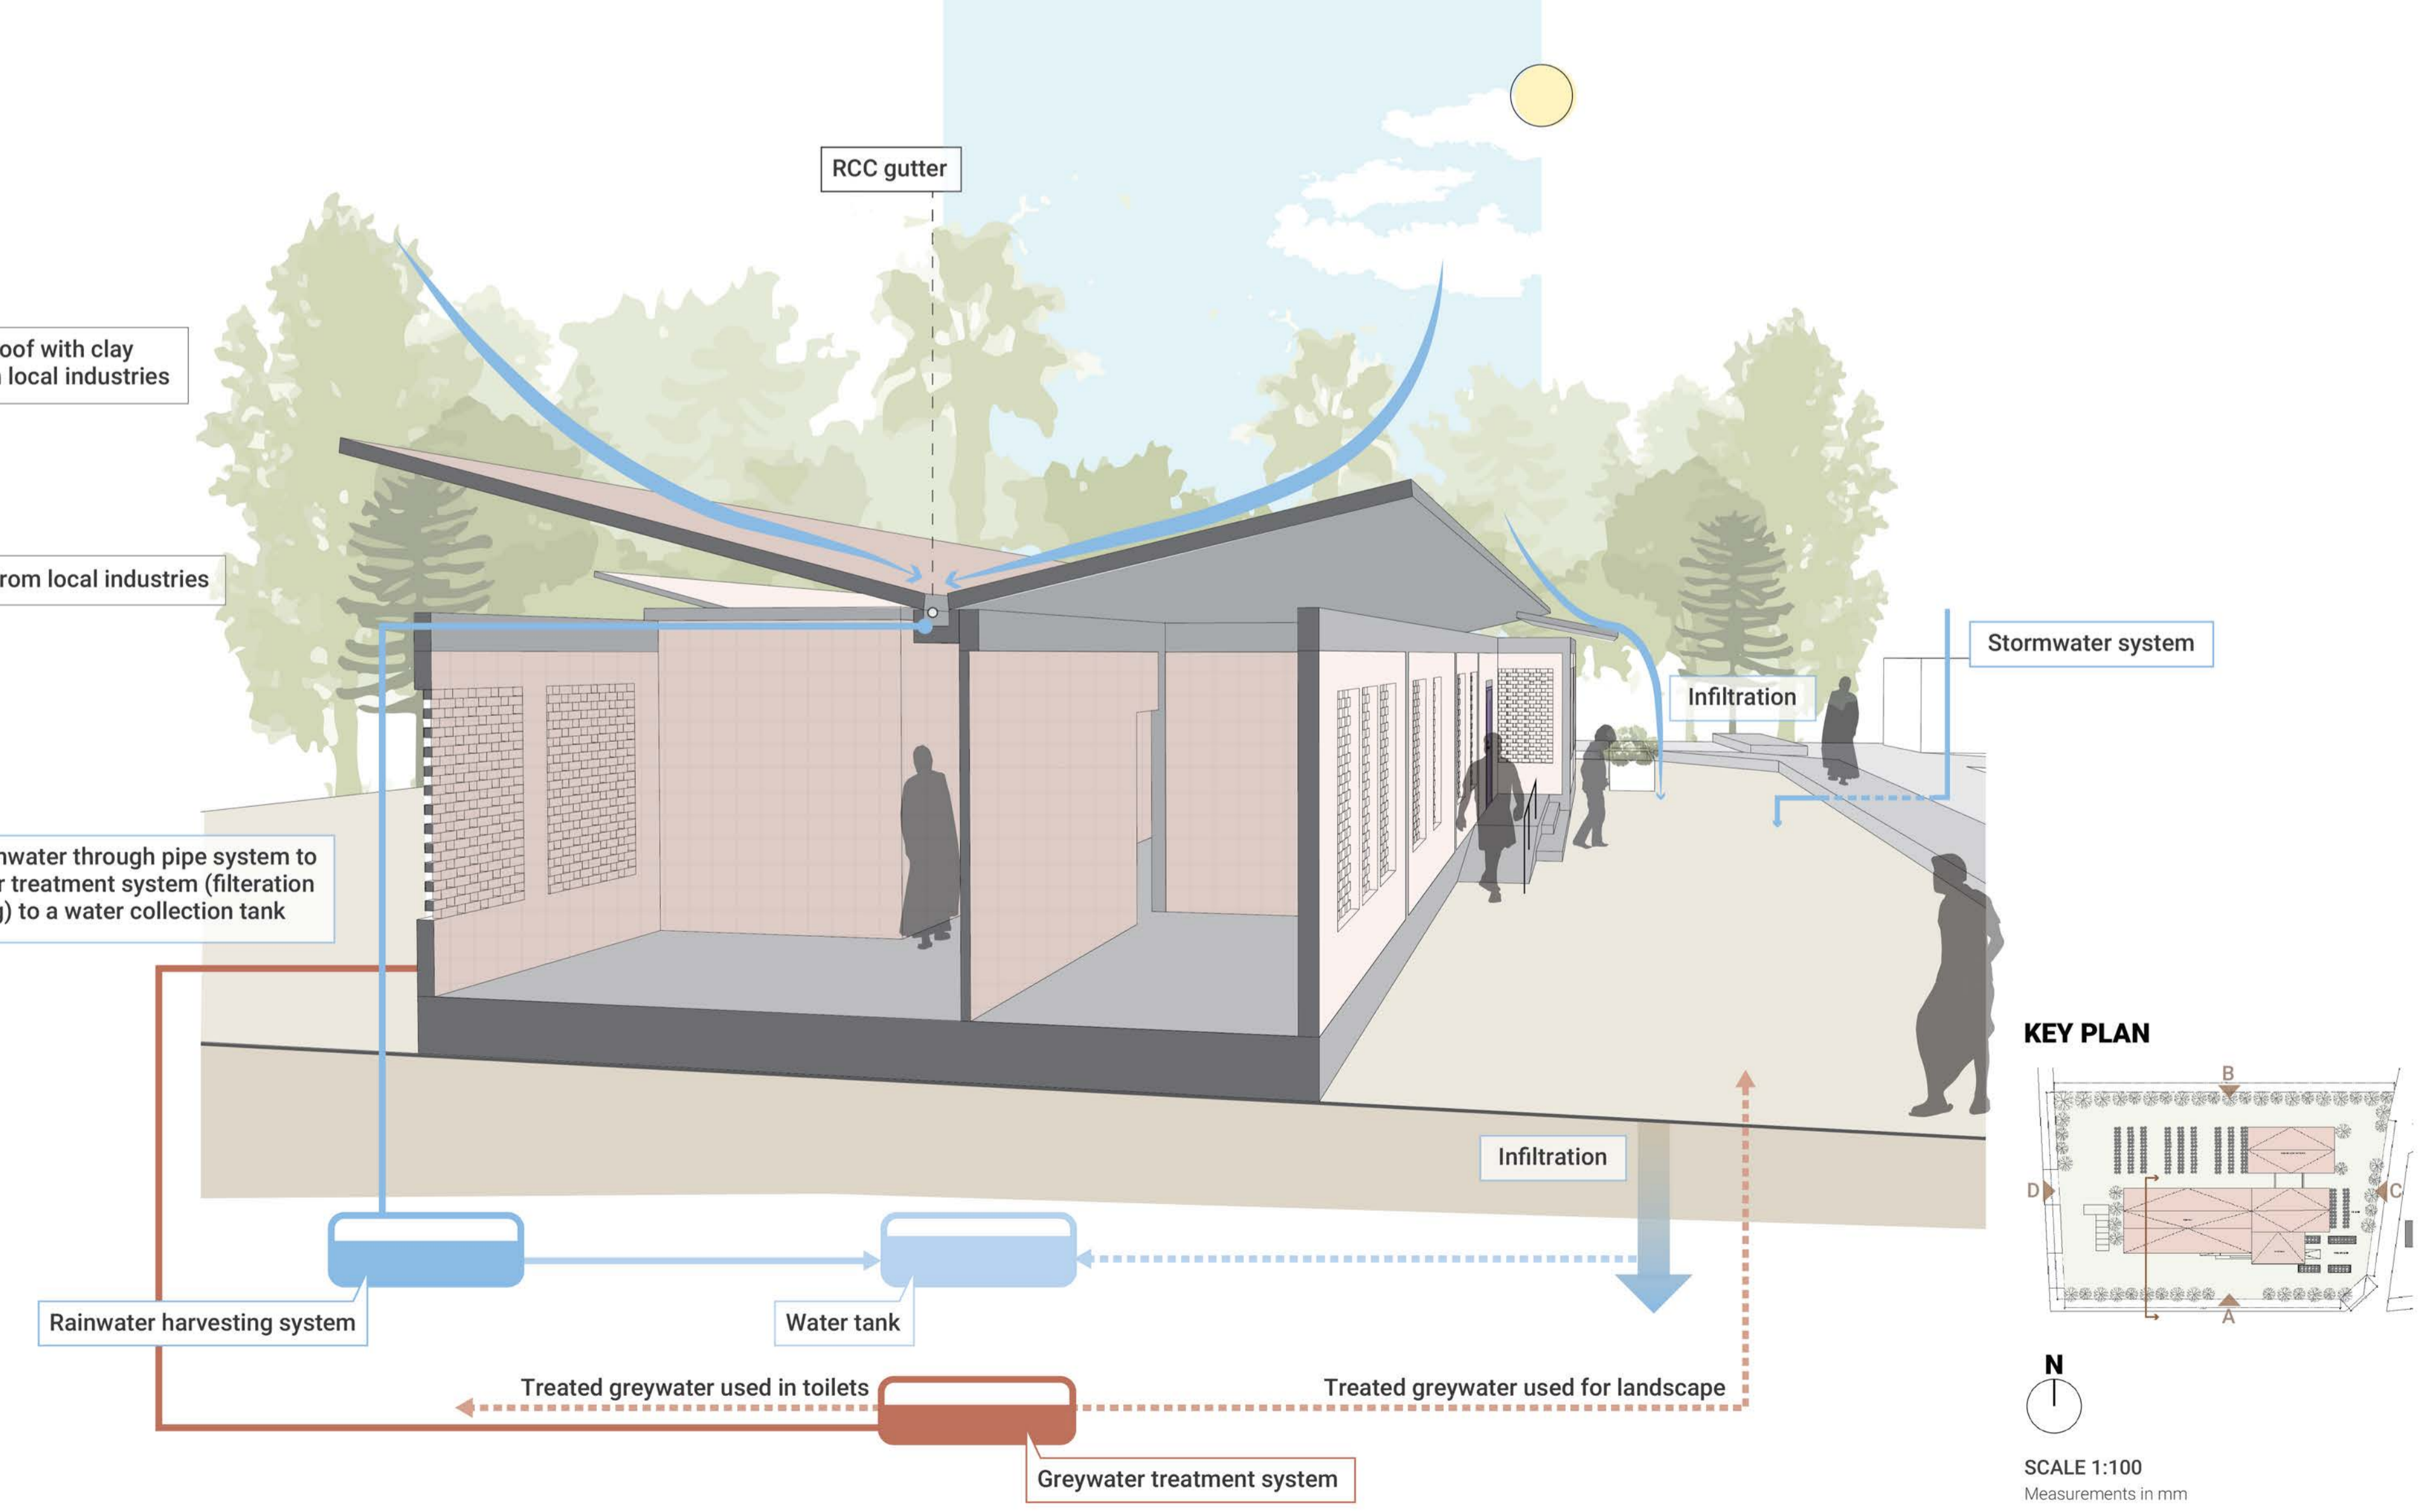 RCC gutter
oof with clay
local industries
rom local industries
Stormwater system
Infiltration
water through pipe system to
treatment system (filteration
) to a water collection tank
KEY PLAN
B
D
C
A
Infiltration
Rainwater harvesting system
Water tank
Treated greywater used in toilets
Treated greywater used for landscape
Greywater treatment system
N
SCALE 1:100
Measurements in mm